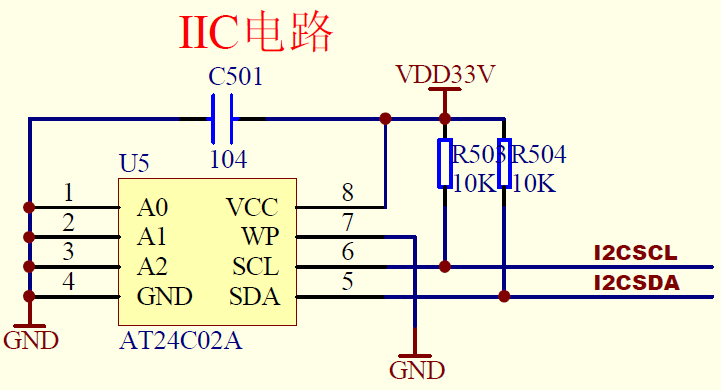 IIC电路
C501
VDD33V
104
R503
R504
10K
10K
U5
1
A0
VCC
8
2
A1
WP
7
3
A2
SCL
6
I2CSCL
4
GND
SDA
5
I2CSDA
GND
AT24C02A
GND